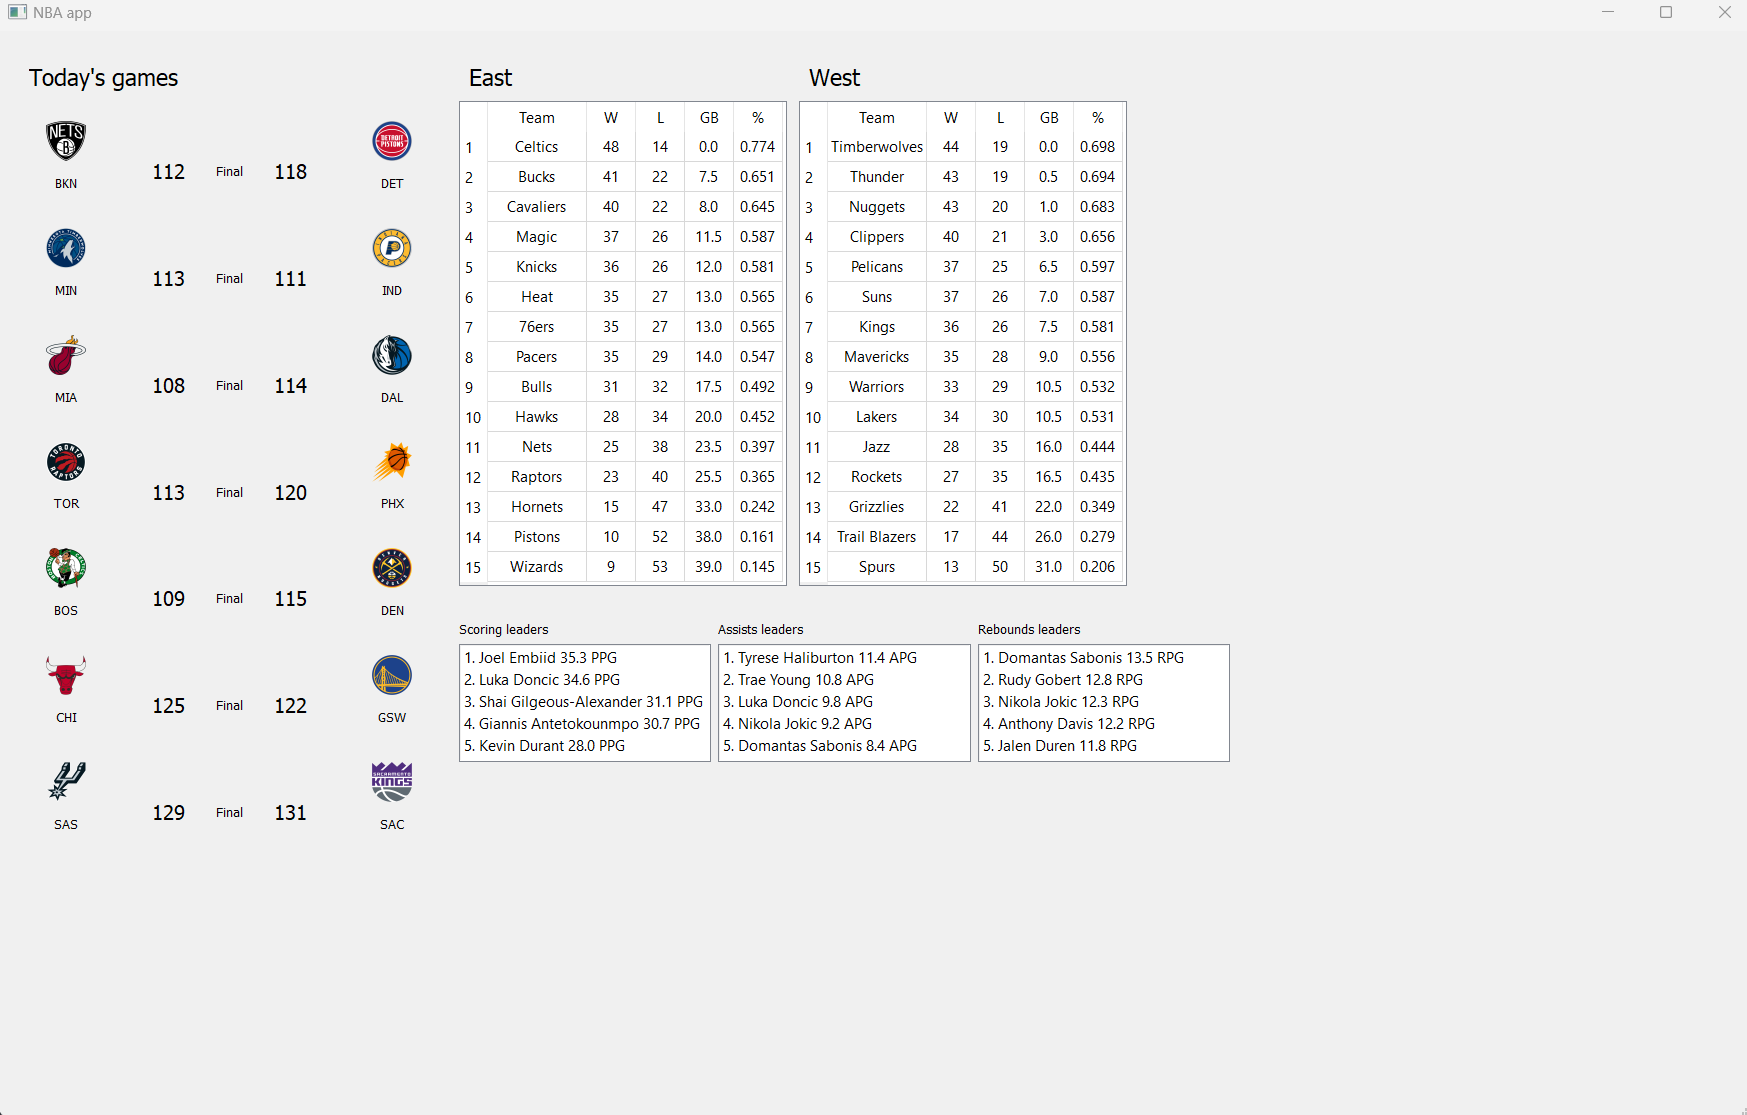 NBA app
Today's games
NETS
B
DETROIT
PISTONS
112 Final 118
BKN DET
113 Final 111
MIN IND
108 Final 114
MIA DAL
TORONTO
RAPTORS
113 Final 120
TOR PHX
109 Final 115
BOS DEN
125 Final 122
CHI GSW
SACRAMENTO
KINGS
129 Final 131
SAS SAC
East
Team W L GB %
1 Celtics 48 14 0.0 0.774
2 Bucks 41 22 7.5 0.651
3 Cavaliers 40 22 8.0 0.645
4 Magic 37 26 11.5 0.587
5 Knicks 36 26 12.0 0.581
6 Heat 35 27 13.0 0.565
7 76ers 35 27 13.0 0.565
8 Pacers 35 29 14.0 0.547
9 Bulls 31 32 17.5 0.492
10 Hawks 28 34 20.0 0.452
11 Nets 25 38 23.5 0.397
12 Raptors 23 40 25.5 0.365
13 Hornets 15 47 33.0 0.242
14 Pistons 10 52 38.0 0.161
15 Wizards 9 53 39.0 0.145
West
Team W L GB %
1 Timberwolves 44 19 0.0 0.698
2 Thunder 43 19 0.5 0.694
3 Nuggets 43 20 1.0 0.683
4 Clippers 40 21 3.0 0.656
5 Pelicans 37 25 6.5 0.597
6 Suns 37 26 7.0 0.587
7 Kings 36 26 7.5 0.581
8 Mavericks 35 28 9.0 0.556
9 Warriors 33 29 10.5 0.532
10 Lakers 34 30 10.5 0.531
11 Jazz 28 35 16.0 0.444
12 Rockets 27 35 16.5 0.435
13 Grizzlies 22 41 22.0 0.349
14 Trail Blazers 17 44 26.0 0.279
15 Spurs 13 50 31.0 0.206
Scoring leaders
1. Joel Embiid 35.3 PPG
2. Luka Doncic 34.6 PPG
3. Shai Gilgeous-Alexander 31.1 PPG
4. Giannis Antetokounmpo 30.7 PPG
5. Kevin Durant 28.0 PPG
Assists leaders
1. Tyrese Haliburton 11.4 APG
2. Trae Young 10.8 APG
3. Luka Doncic 9.8 APG
4. Nikola Jokic 9.2 APG
5. Domantas Sabonis 8.4 APG
Rebounds leaders
1. Domantas Sabonis 13.5 RPG
2. Rudy Gobert 12.8 RPG
3. Nikola Jokic 12.3 RPG
4. Anthony Davis 12.2 RPG
5. Jalen Duren 11.8 RPG